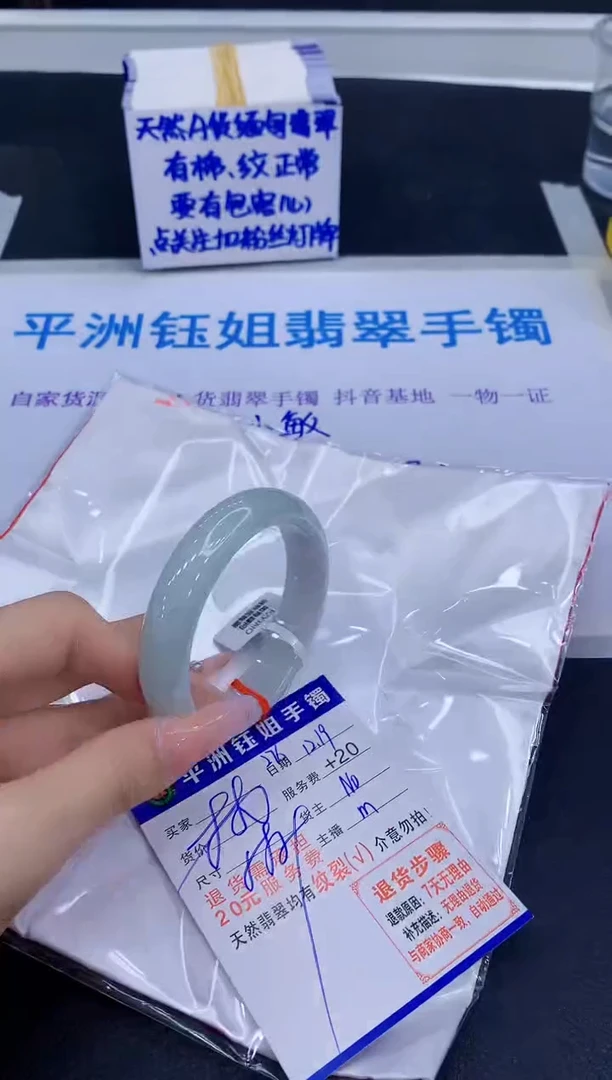 天然A货缅甸翡翠
有棉、纹正常
要有包容心
点关注加粉丝灯牌
平洲钰姐翡翠手镯
自家货源 货翡翠手镯 抖音基地 一物一证
小敏
平洲钰姐手镯
日期 12.19
买家
服务费 +20
货价
货主 No
尺寸
主播 m
退货需承担
20元服务费
天然翡翠均有纹裂(√) 介意勿拍!
退货步骤
退款原因：7天无理由
补充描述：无理由退货
与商家协商一致，自动通过